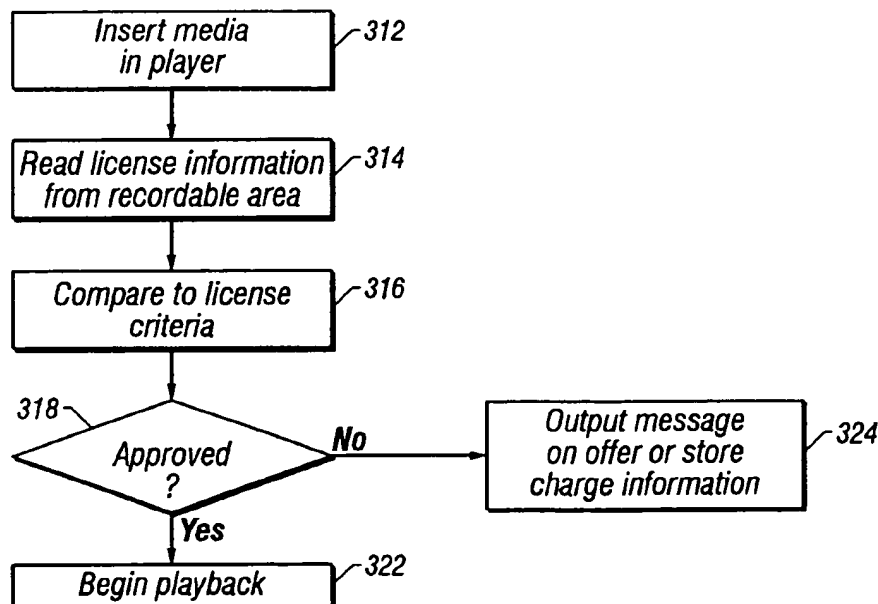 Insert media
in player
312
Read license information
from recordable area
314
Compare to license
criteria
316
318
Approved
?
No
Output message
on offer or store
charge information
324
Yes
Begin playback
322